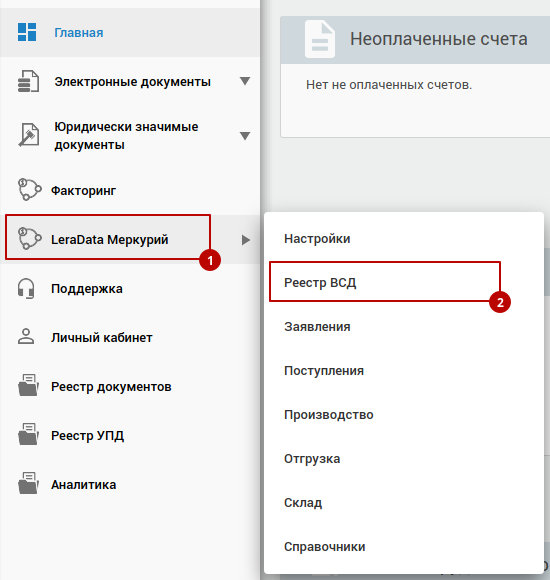 Главная
Электронные документы
Юридически значимые
документы
Факторинг
LeraData Меркурий
1
Поддержка
Личный кабинет
Реестр документов
Реестр УПД
Аналитика
Неоплаченные счета
Нет не оплаченных счетов.
Настройки
Реестр ВСД
2
Заявления
Поступления
Производство
Отгрузка
Склад
Справочники